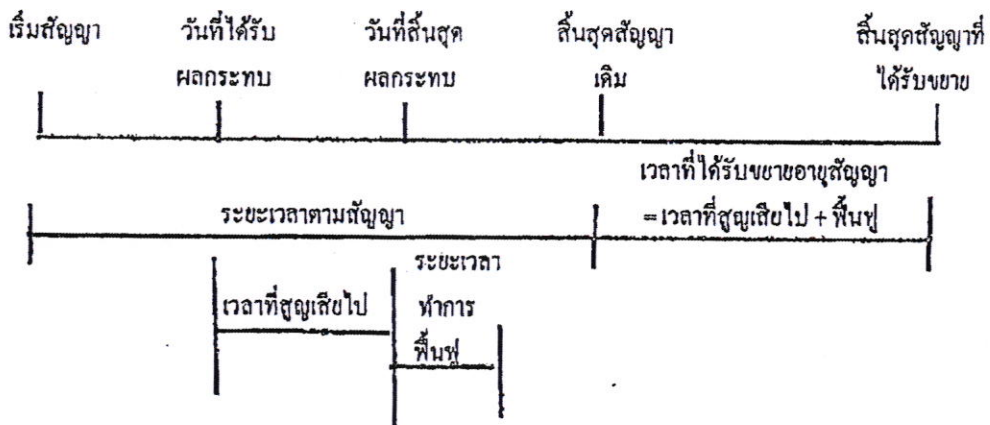 เริ่มสัญญา วันที่ได้รับ วันที่สิ้นสุด สิ้นสุดสัญญา สิ้นสุดสัญญาที่
ผลกระทบ ผลกระทบ เดิม ได้รับขยาย
เวลาที่ได้รับขยายอายุสัญญา
ระยะเวลาตามสัญญา = เวลาที่สูญเสียไป + ฟื้นฟู
ระยะเวลา
เวลาที่สูญเสียไป ทำการ
ฟื้นฟู